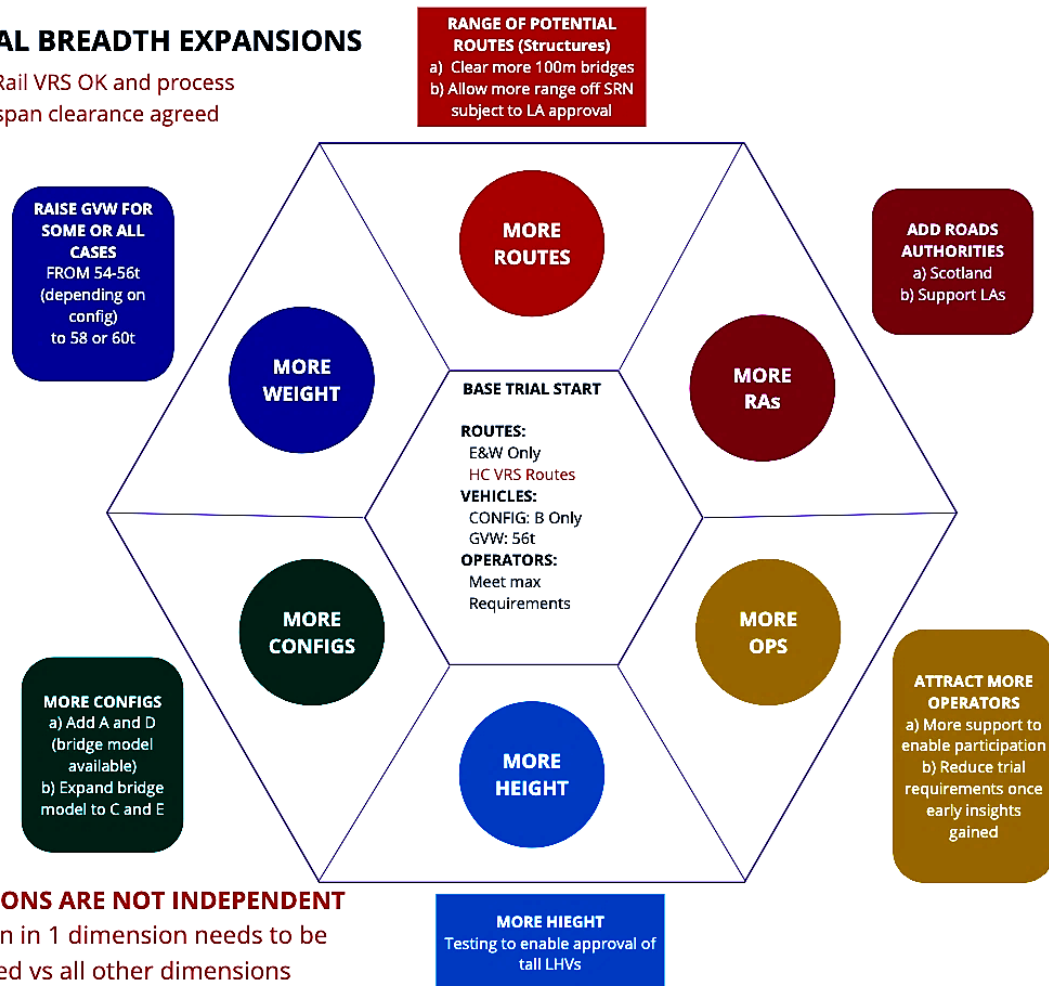 AL BREADTH EXPANSIONS
Rail VRS OK and process
span clearance agreed
RANGE OF POTENTIAL
ROUTES (Structures)
a) Clear more 100m bridges
b) Allow more range off SRN
subject to LA approval
RAISE GVW FOR
SOME OR ALL
CASES
FROM 54-56t
(depending on
config)
to 58 or 60t
MORE
ROUTES
ADD ROADS
AUTHORITIES
a) Scotland
b) Support LAs
MORE
WEIGHT
MORE
RAs
BASE TRIAL START
ROUTES:
E&W Only
HC VRS Routes
VEHICLES:
CONFIG: B Only
GVW: 56t
OPERATORS:
Meet max
Requirements
MORE
CONFIGS
MORE
OPS
MORE CONFIGS
a) Add A and D
(bridge model
available)
b) Expand bridge
model to C and E
MORE
HEIGHT
ATTRACT MORE
OPERATORS
a) More support to
enable participation
b) Reduce trial
requirements once
early insights
gained
IONS ARE NOT INDEPENDENT
n in 1 dimension needs to be
ed vs all other dimensions
MORE HIEGHT
Testing to enable approval of
tall LHVs